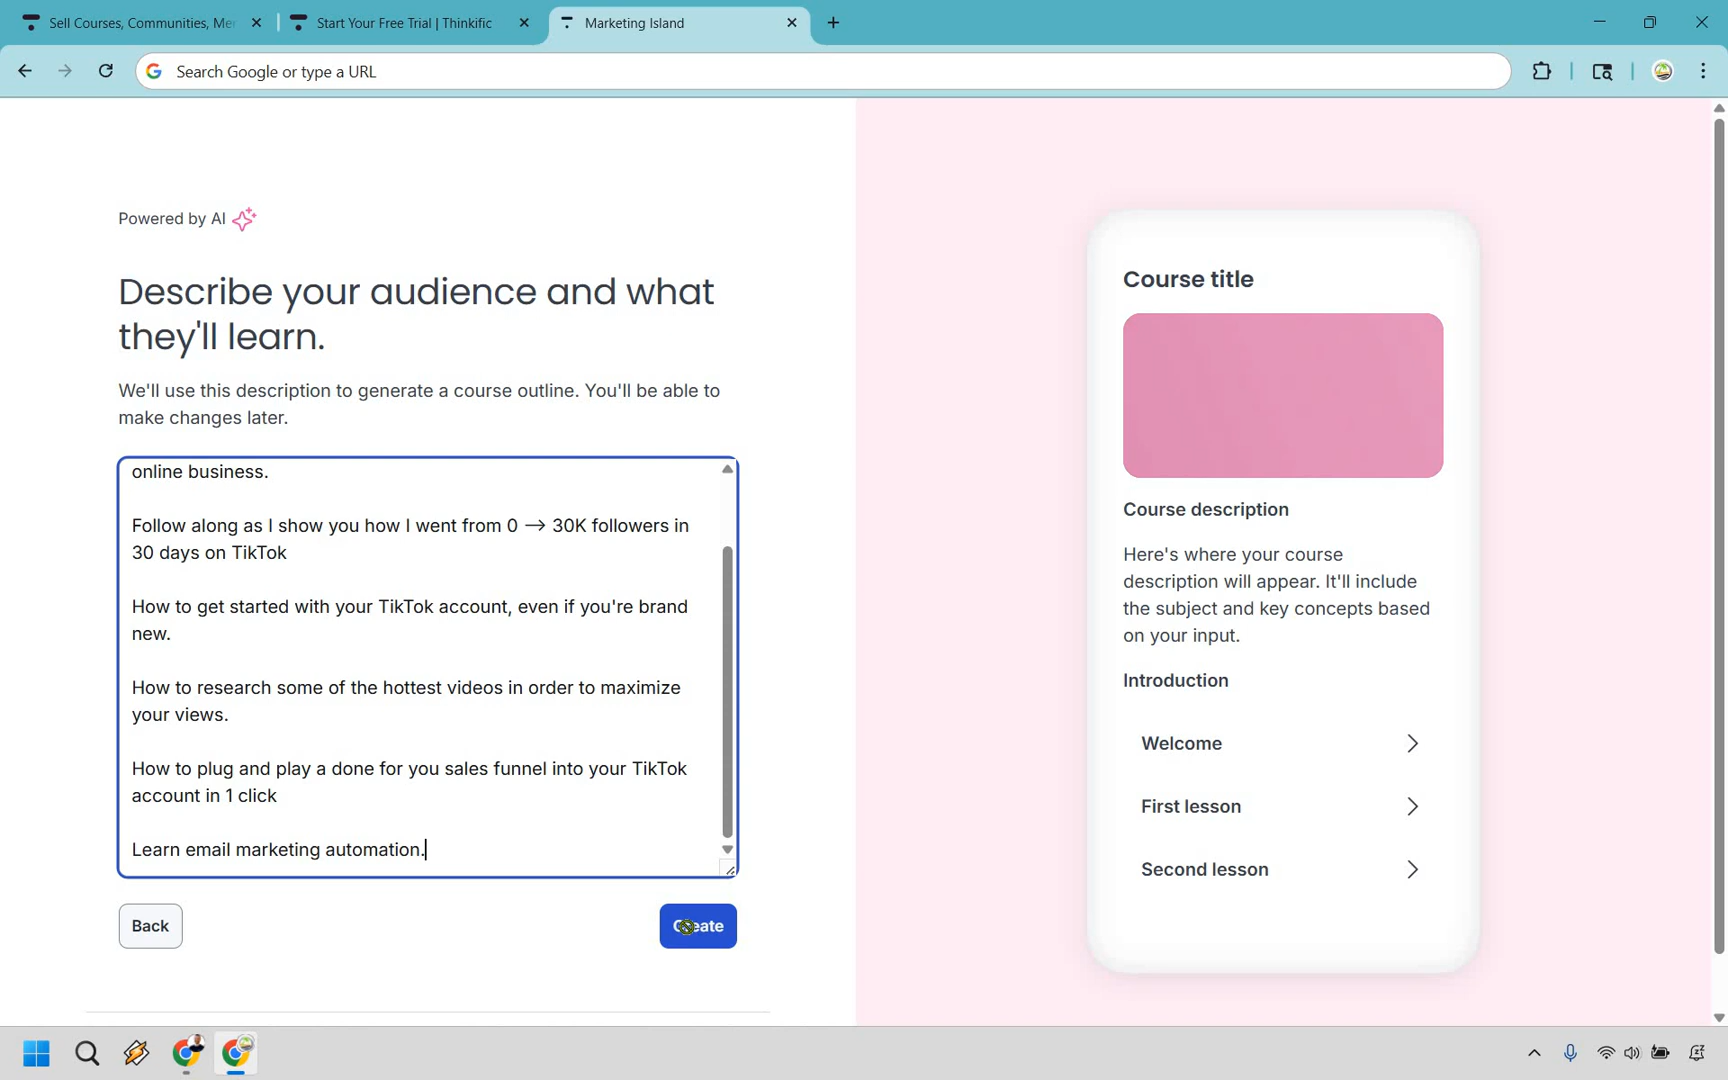 Sell Courses, Communities, Mer
Start Your Free Trial | Thinkific
Marketing Island
Search Google or type a URL
Powered by AI
Describe your audience and what
they'll learn.
We'll use this description to generate a course outline. You'll be able to
make changes later.
online business.
Follow along as I show you how I went from 0 --> 30K followers in
30 days on TikTok
How to get started with your TikTok account, even if you're brand
new.
How to research some of the hottest videos in order to maximize
your views.
How to plug and play a done for you sales funnel into your TikTok
account in 1 click
Learn email marketing automation.
Back
Create
Course title
Course description
Here's where your course
description will appear. It'll include
the subject and key concepts based
on your input.
Introduction
Welcome
First lesson
Second lesson